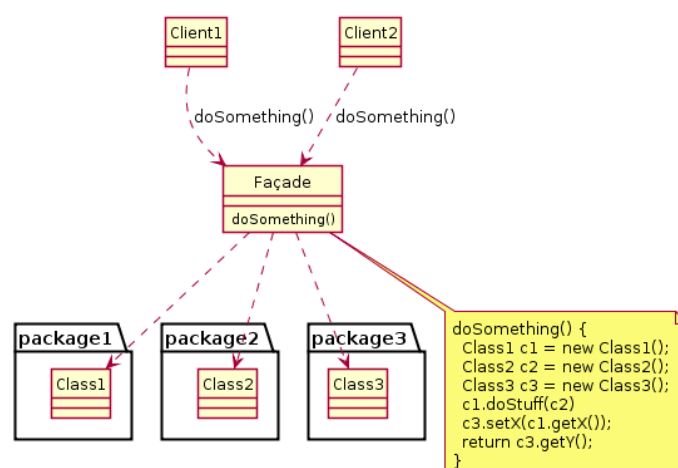 Client1
Client2
doSomething()
doSomething()
Façade
doSomething()
package1
package2
package3
Class1
Class2
Class3
doSomething() {
Class1 c1 = new Class1();
Class2 c2 = new Class2();
Class3 c3 = new Class3();
c1.doStuff(c2)
c3.setX(c1.getX());
return c3.getY();
}